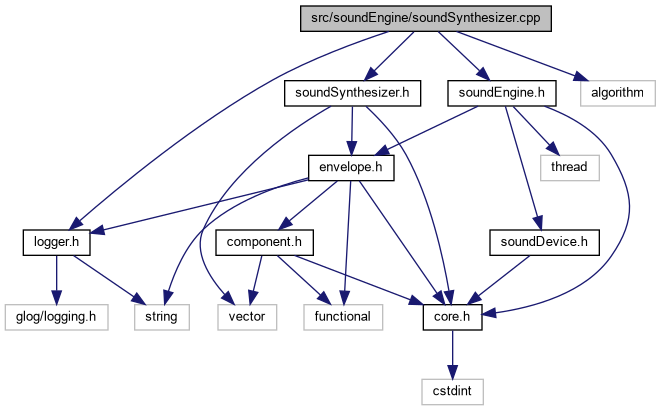 src/soundEngine/soundSynthesizer.cpp
soundSynthesizer.h
soundEngine.h
algorithm
envelope.h
thread
logger.h
component.h
soundDevice.h
glog/logging.h
string
vector
functional
core.h
cstdint